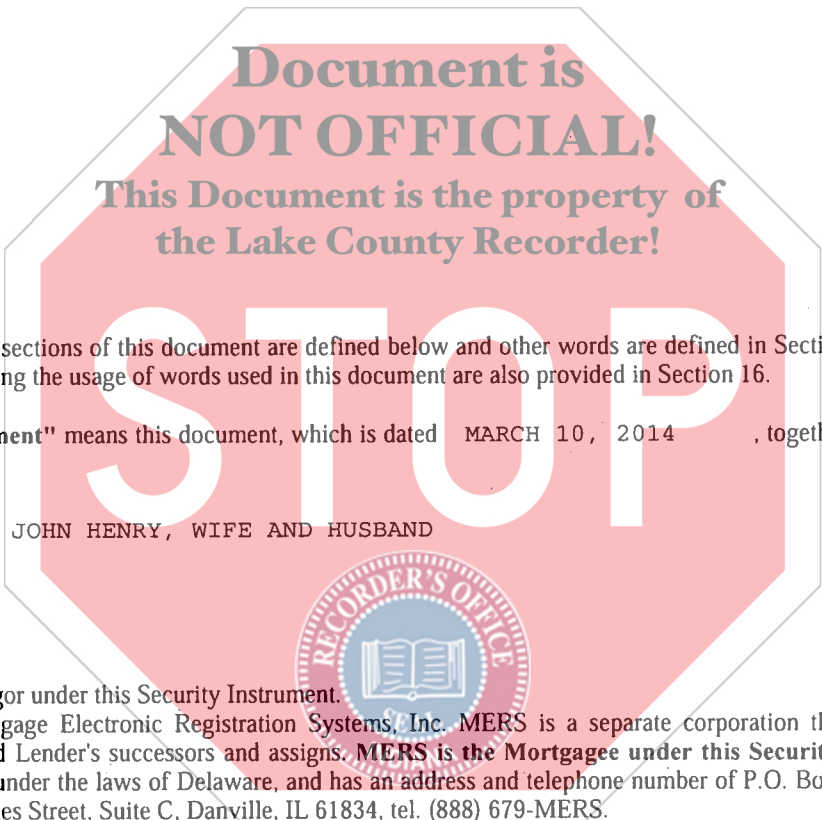 Document is
NOT OFFICIAL!
This Document is the property of
the Lake County Recorder!
STOP
sections of this document are defined below and other words are defined in Secti
ng the usage of words used in this document are also provided in Section 16.
nent" means this document, which is dated MARCH 10, 2014 , togeth
JOHN HENRY, WIFE AND HUSBAND
RECORDER'S OFFICE
SEAL
INDIANA
gor under this Security Instrument.
gage Electronic Registration Systems, Inc. MERS is a separate corporation th
d Lender's successors and assigns. MERS is the Mortgagee under this Securit
under the laws of Delaware, and has an address and telephone number of P.O. Bo
es Street, Suite C, Danville, IL 61834, tel. (888) 679-MERS.